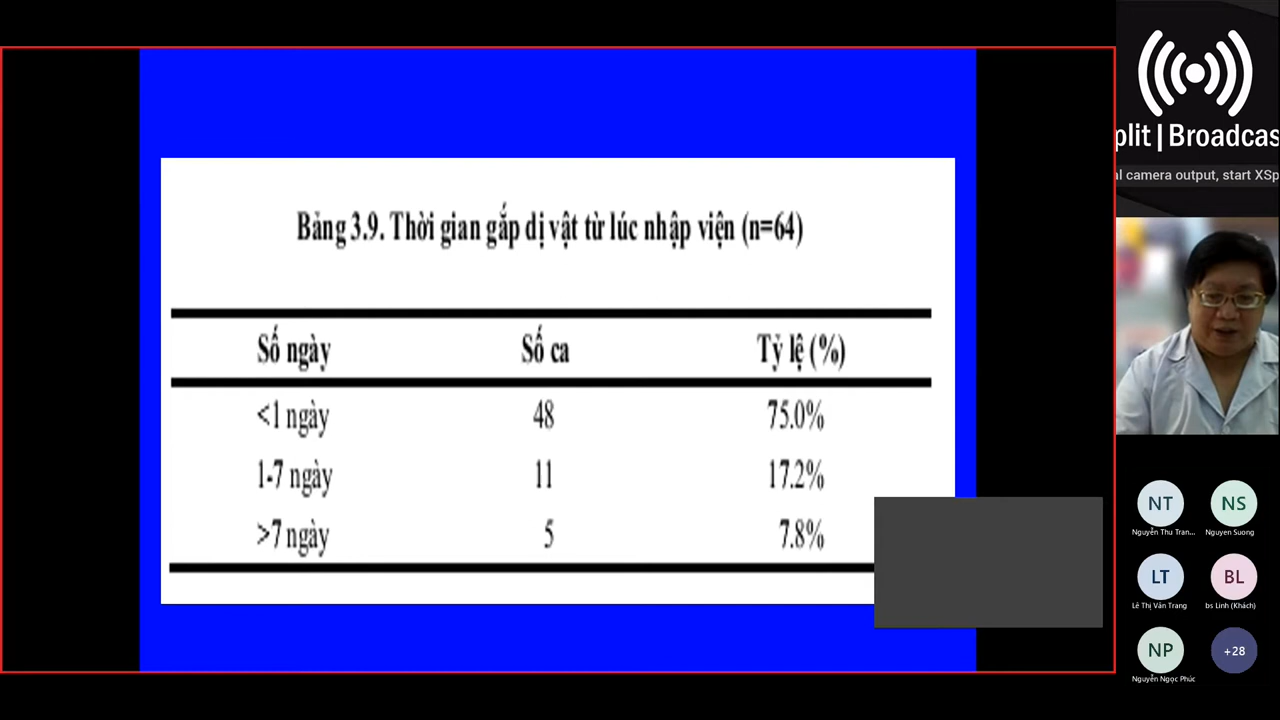 Bảng 3.9. Thời gian gắp dị vật từ lúc nhập viện (n=64)
Số ngày Số ca Tỷ lệ (%)
<1 ngày 48 75.0%
1-7 ngày 11 17.2%
>7 ngày 5 7.8%
plit | Broadcas
al camera output, start XSp
NT NS
Nguyễn Thu Tran... Nguyen Suong
LT BL
Lê Thị Vân Trang bs Linh (Khách)
NP +28
Nguyễn Ngọc Phúc